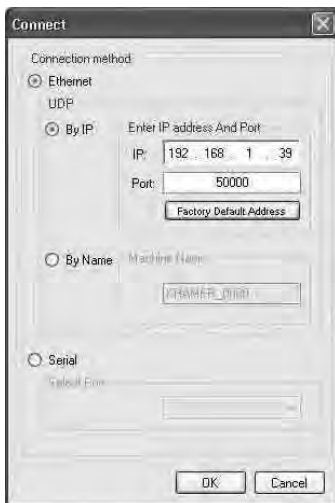 Connect
Connection method
Ethernet
UDP
By IP
Enter IP address And Port
IP: 192 . 168 . 1 . 39
Port: 50000
Factory Default Address
By Name
Machine Name
Serial
Select Port
OK Cancel